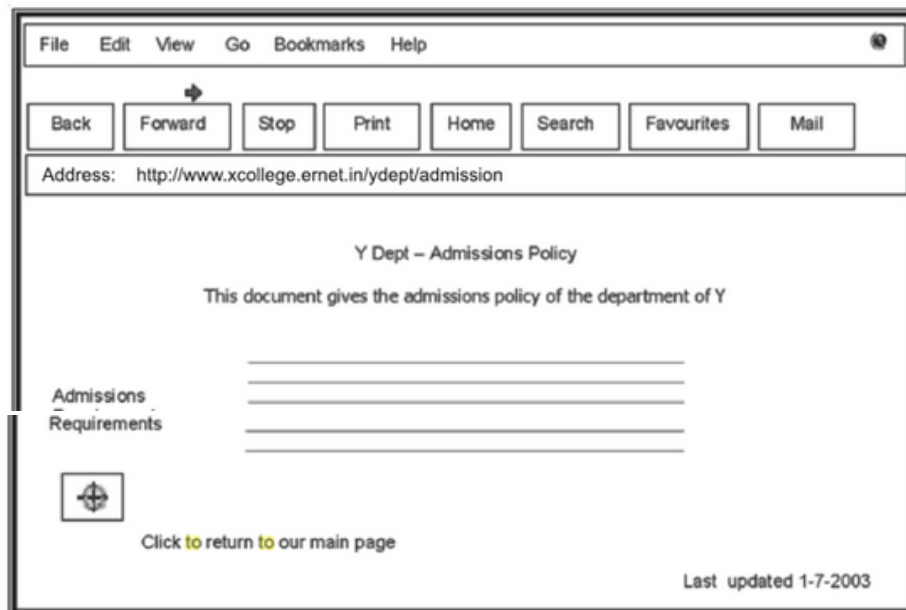 File Edit View Go Bookmarks Help
Back Forward Stop Print Home Search Favourites Mail
Address: http://www.xcollege.ernet.in/ydept/admission
Y Dept – Admissions Policy
This document gives the admissions policy of the department of Y
Admissions
Requirements
Click to return to our main page
Last updated 1-7-2003